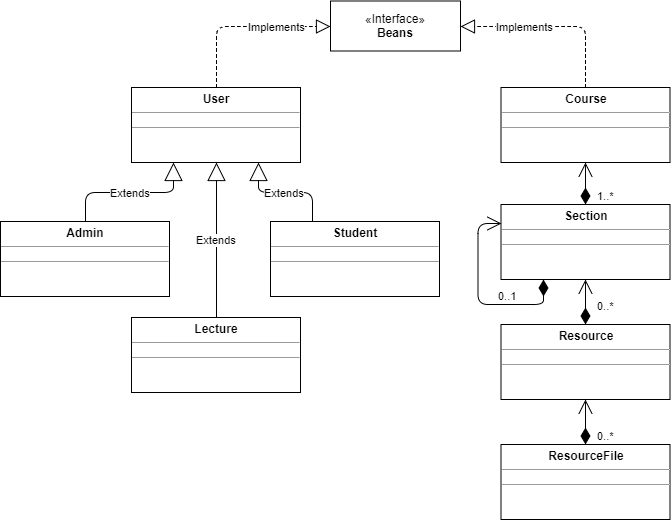 «Interface»
Beans
Implements
Implements
User
Course
Extends
Extends
Extends
1..*
Admin
Student
Section
0..1
0..*
Lecture
Resource
0..*
ResourceFile